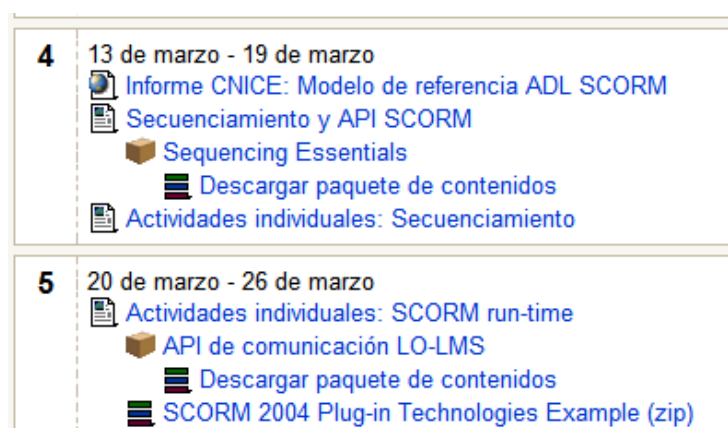 4
13 de marzo - 19 de marzo
Informe CNICE: Modelo de referencia ADL SCORM
Secuenciamiento y API SCORM
Sequencing Essentials
Descargar paquete de contenidos
Actividades individuales: Secuenciamiento
5
20 de marzo - 26 de marzo
Actividades individuales: SCORM run-time
API de comunicación LO-LMS
Descargar paquete de contenidos
SCORM 2004 Plug-in Technologies Example (zip)